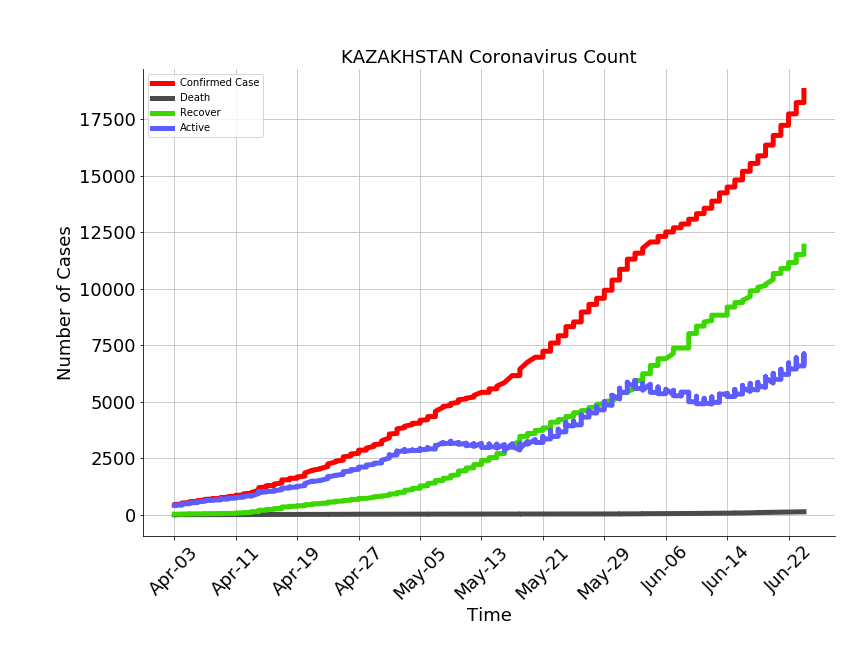 KAZAKHSTAN Coronavirus Count
Confirmed Case
Death
Recover
Active
Number of Cases
17500
15000
12500
10000
7500
5000
2500
0
Apr-03
Apr-11
Apr-19
Apr-27
May-05
May-13
May-21
May-29
Jun-06
Jun-14
Jun-22
Time